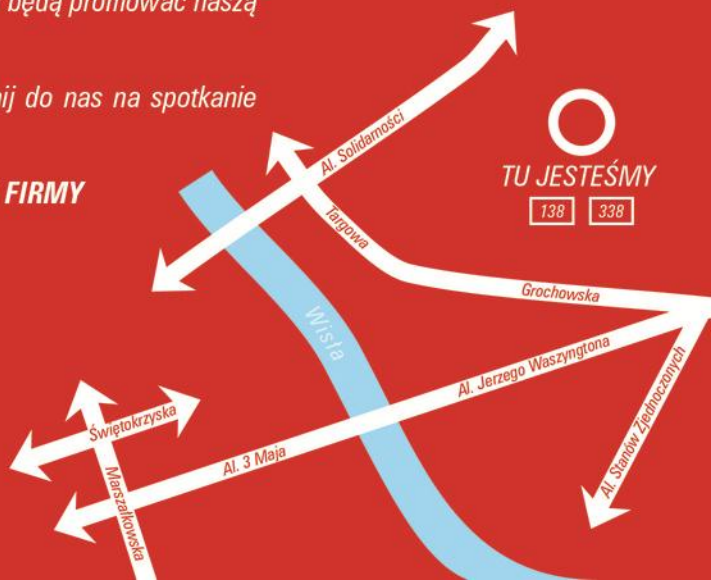 będą promować naszą
do nas na spotkanie
FIRMY
Al. Solidarności
TU JESTEŚMY
138 338
Targowa
Grochowska
Wisła
Al. Jerzego Waszyngtona
Al. Stanów Zjednoczonych
Świętokrzyska
Al. 3 Maja
Marszałkowska